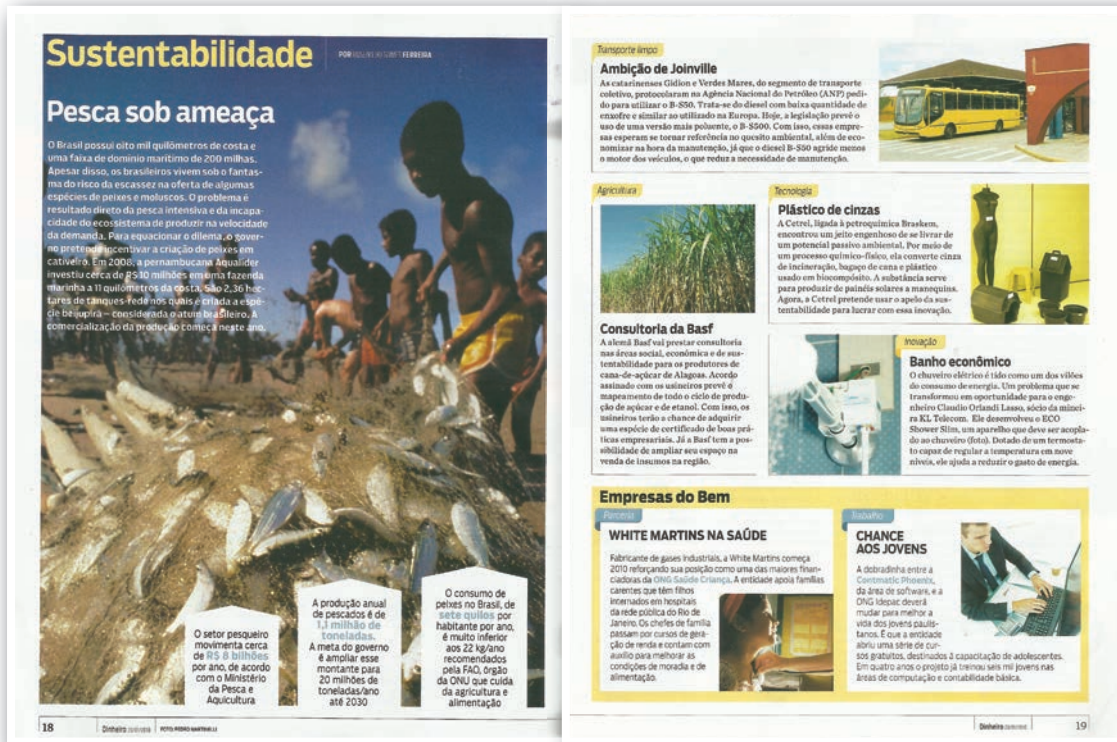 Sustentabilidade
POR
FERREIRA
Pesca sob ameaça
O Brasil possui oito mil quilômetros de costa e
uma faixa de domínio marítimo de 200 milhas.
Apesar disso, os brasileiros vivem sob o fantas-
ma do risco da escassez na oferta de algumas
espécies de peixes e moluscos. O problema é
resultado direto da pesca intensiva e da incapa-
cidade do ecossistema de produzir na velocidade
da demanda. Para equacionar o dilema, o gover-
no pretende incentivar a criação de peixes em
cativeiro. Em 2008, a pernambucana Aqualider
investiu cerca de R$ 10 milhões em uma fazenda
marinha a 11 quilômetros da costa. São 2,36 hec-
tares de tanques-rede nos quais é criada a espé-
cie beijupirá – considerada o atum brasileiro. A
comercialização da produção começa neste ano.
O setor pesqueiro
movimenta cerca
de R$ 8 bilhões
por ano, de acordo
com o Ministério
da Pesca e
Aquicultura
A produção anual
de pescados é de
1,1 milhão de
toneladas.
A meta do governo
é ampliar esse
montante para
20 milhões de
toneladas/ano
até 2030
O consumo de
peixes no Brasil, de
sete quilos por
habitante por ano,
é muito inferior
aos 22 kg/ano
recomendados
pela FAO, órgão
da ONU que cuida
da agricultura e
alimentação
18
Dinheiro
FOTO: PEDRO MARTINELLI
Transporte limpo
Ambição de Joinville
As catarinenses Gidion e Verdes Mares, do segmento de transporte
coletivo, protocolaram na Agência Nacional do Petróleo (ANP) pedi-
do para utilizar o B-S50. Trata-se do diesel com baixa quantidade de
enxofre e similar ao utilizado na Europa. Hoje, a legislação prevê o
uso de uma versão mais poluente, o B-S500. Com isso, essas empre-
sas esperam se tornar referência no quesito ambiental, além de eco-
nomizar na hora da manutenção, já que o diesel B-S50 agride menos
o motor dos veículos, o que reduz a necessidade de manutenção.
Agricultura
Consultoria da Basf
A alemã Basf vai prestar consultoria
nas áreas social, econômica e de sus-
tentabilidade para os produtores de
cana-de-açúcar de Alagoas. Acordo
assinado com os usineiros prevê o
mapeamento de todo o ciclo de produ-
ção de açúcar e de etanol. Com isso, os
usineiros terão a chance de adquirir
uma espécie de certificado de boas prá-
ticas empresariais. Já a Basf tem a pos-
sibilidade de ampliar seu espaço na
venda de insumos na região.
Tecnologia
Plástico de cinzas
A Cetrel, ligada à petroquímica Braskem,
encontrou um jeito engenhoso de se livrar de
um potencial passivo ambiental. Por meio de
um processo químico-físico, ela converte cinza
de incineração, bagaço de cana e plástico
usado em biocompósito. A substância serve
para produzir de painéis solares a manequins.
Agora, a Cetrel pretende usar o apelo da sus-
tentabilidade para lucrar com essa inovação.
Inovação
Banho econômico
O chuveiro elétrico é tido como um dos vilões
do consumo de energia. Um problema que se
transformou em oportunidade para o enge-
nheiro Claudio Orlandi Lasso, sócio da minei-
ra KL Telecom. Ele desenvolveu o ECO
Shower Slim, um aparelho que deve ser acopla-
do ao chuveiro (foto). Dotado de um termosta-
to capaz de regular a temperatura em nove
níveis, ele ajuda a reduzir o gasto de energia.
Empresas do Bem
Parceria
WHITE MARTINS NA SAÚDE
Fabricante de gases industriais, a White Martins começa
2010 reforçando sua posição como uma das maiores finan-
ciadoras da ONG Saúde Criança. A entidade apoia famílias
carentes que têm filhos
internados em hospitais
da rede pública do Rio de
Janeiro. Os chefes de família
passam por cursos de gera-
ção de renda e contam com
auxílio para melhorar as
condições de moradia e de
alimentação.
Trabalho
CHANCE
AOS JOVENS
A dobradinha entre a
Contmatic Phoenix,
da área de software, e a
ONG Idepac deverá
mudar para melhor a
vida dos jovens paulis-
tanos. É que a entidade
abriu uma série de cur-
sos gratuitos, destinados à capacitação de adolescentes.
Em quatro anos o projeto já treinou seis mil jovens nas
áreas de computação e contabilidade básica.
Dinheiro
19